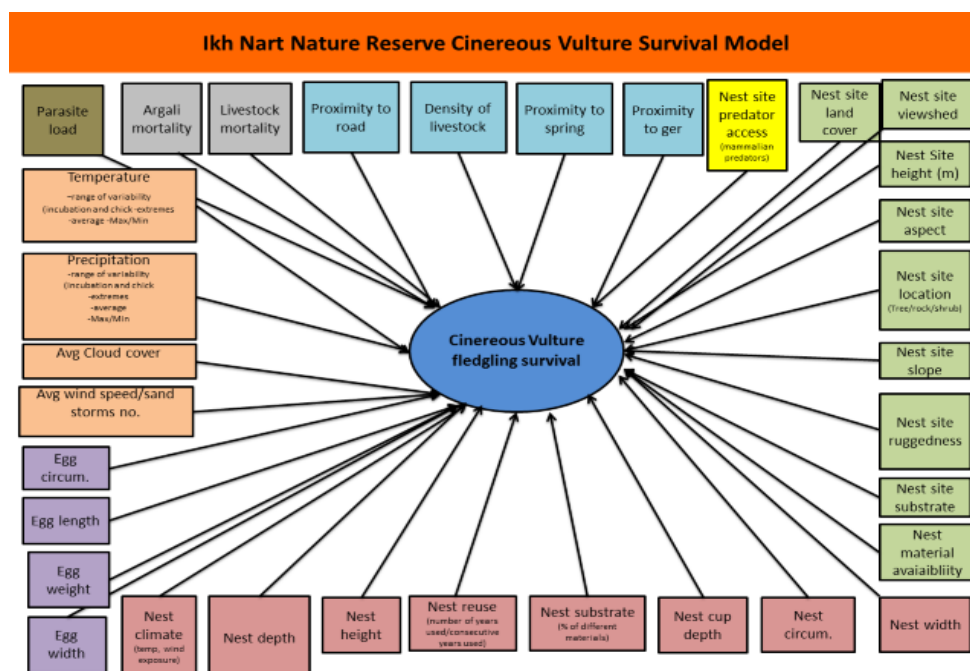 Ikh Nart Nature Reserve Cinereous Vulture Survival Model
Parasite
load
Argali
mortality
Livestock
mortality
Proximity to
road
Density of
livestock
Proximity to
spring
Proximity
to ger
Nest site
predator
access
(mammalian
predators)
Nest site
land
cover
Nest site
viewshed
Nest Site
height (m)
Nest site
aspect
Nest site
location
(Tree/rock/shrub)
Nest site
slope
Nest site
ruggedness
Nest site
substrate
Nest
material
avaiaibliity
Temperature
-range of variability
(incubation and chick -extremes
-average -Max/Min
Precipitation
-range of variability
(incubation and chick
-extremes
-average
-Max/Min
Avg Cloud cover
Avg wind speed/sand
storms no.
Egg
circum.
Egg length
Egg
weight
Egg
width
Cinereous Vulture
fledgling survival
Nest
climate
(temp, wind
exposure)
Nest depth
Nest
height
Nest reuse
(number of years
used/consecutive
years used)
Nest substrate
(% of different
materials)
Nest cup
depth
Nest
circum.
Nest width